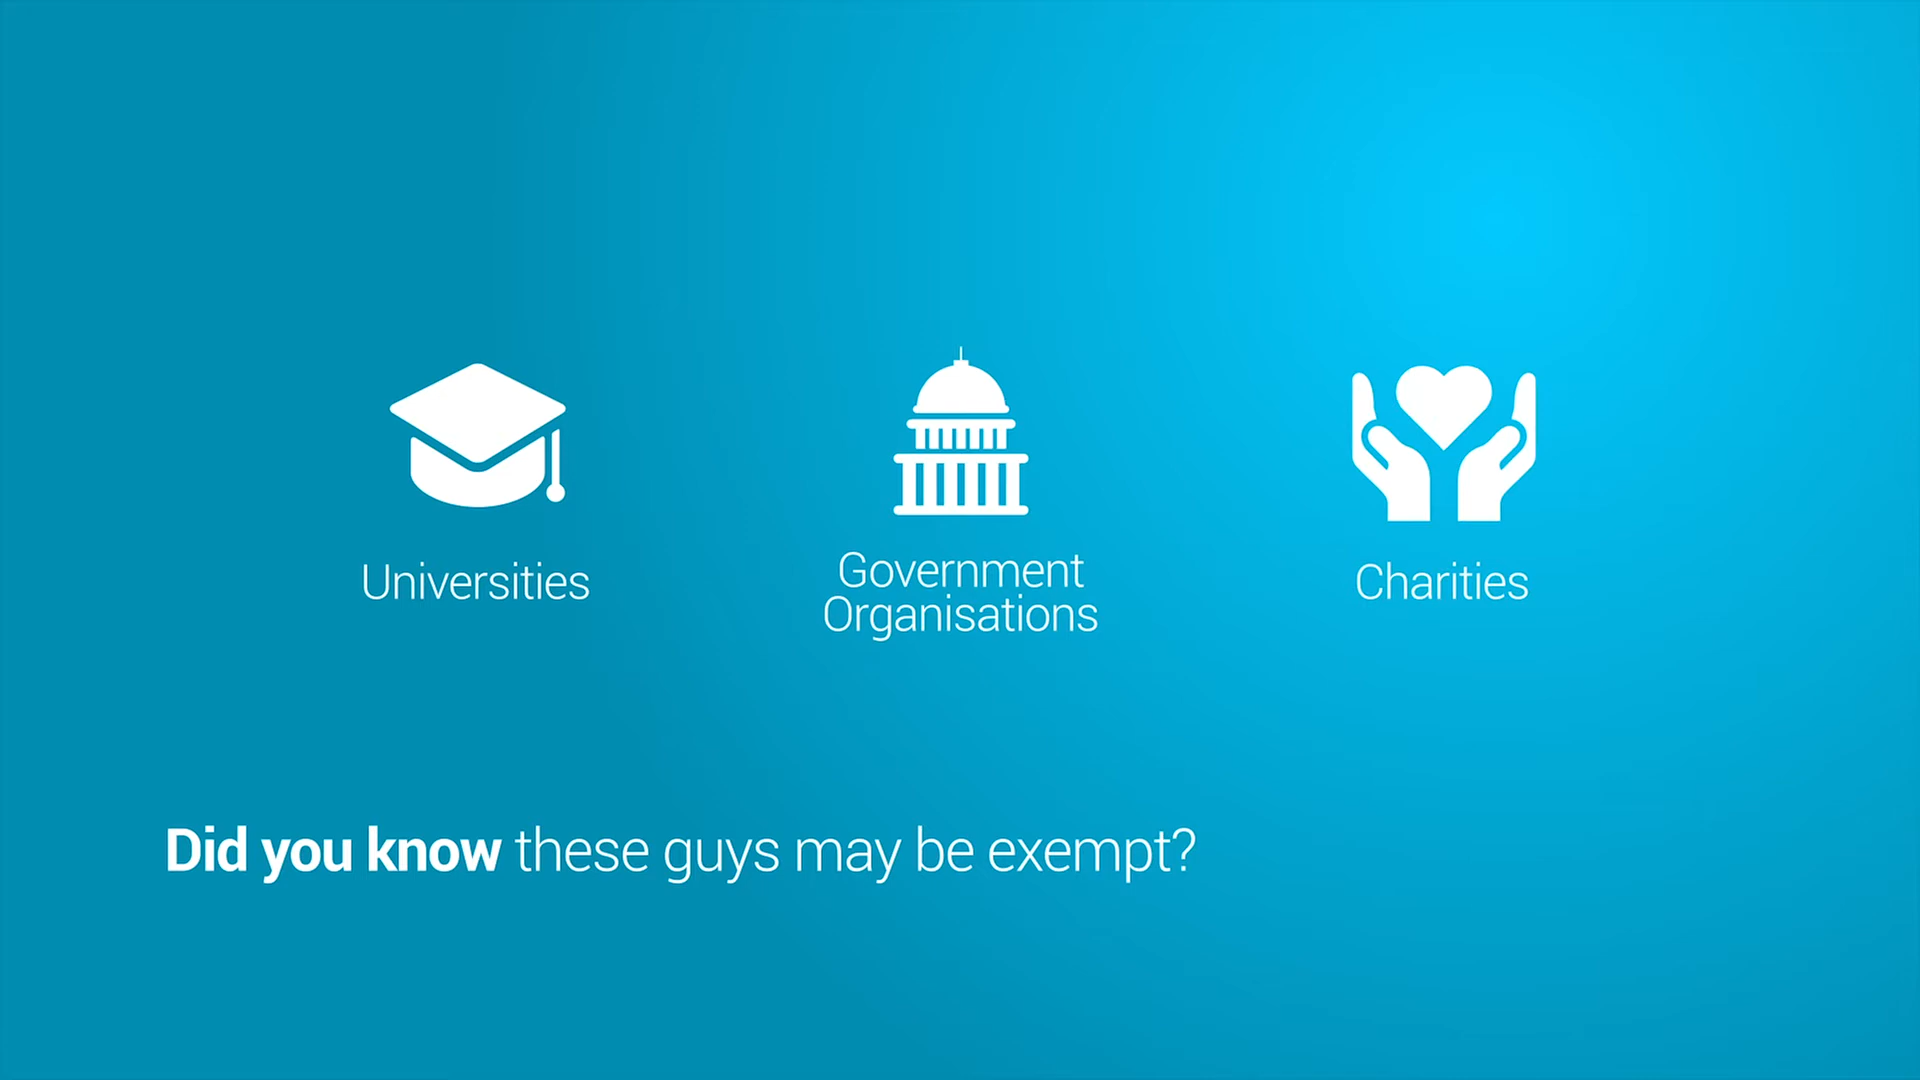 Universities
Government
Organisations
Charities
Did you know these guys may be exempt?